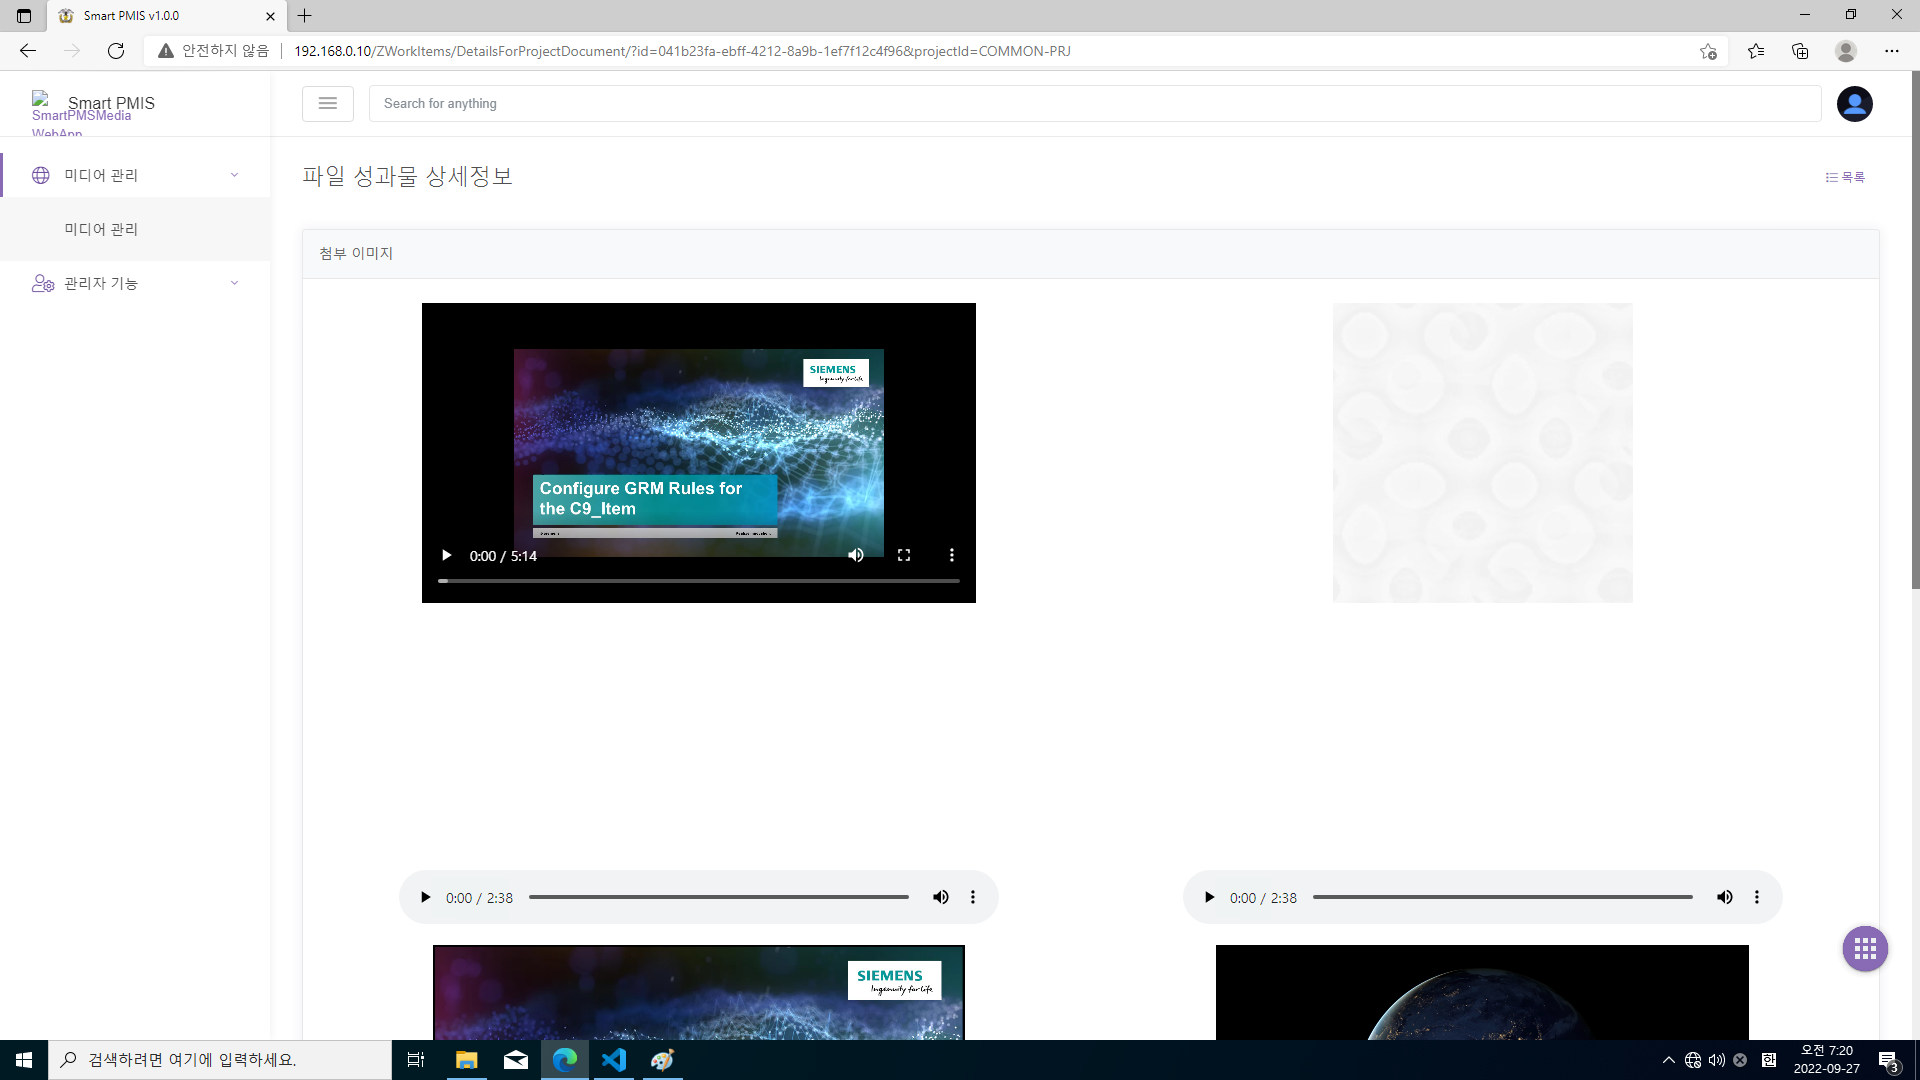 Smart PMIS v1.0.0
안전하지 않음
192.168.0.10/ZWorkItems/DetailsForProjectDocument/?id=041b23fa-ebff-4212-8a9b-1ef7f12c4f96&projectId=COMMON-PRJ
SmartPMSMedia
WebApp
Smart PMIS
Search for anything
미디어 관리
미디어 관리
관리자 기능
파일 성과물 상세정보
목록
첨부 이미지
SIEMENS
Ingenuity for life
Configure GRM Rules for
the C9_Item
0:00 / 5:14
0:00 / 2:38
0:00 / 2:38
SIEMENS
Ingenuity for life
검색하려면 여기에 입력하세요.
한
오전 7:20
2022-09-27
3